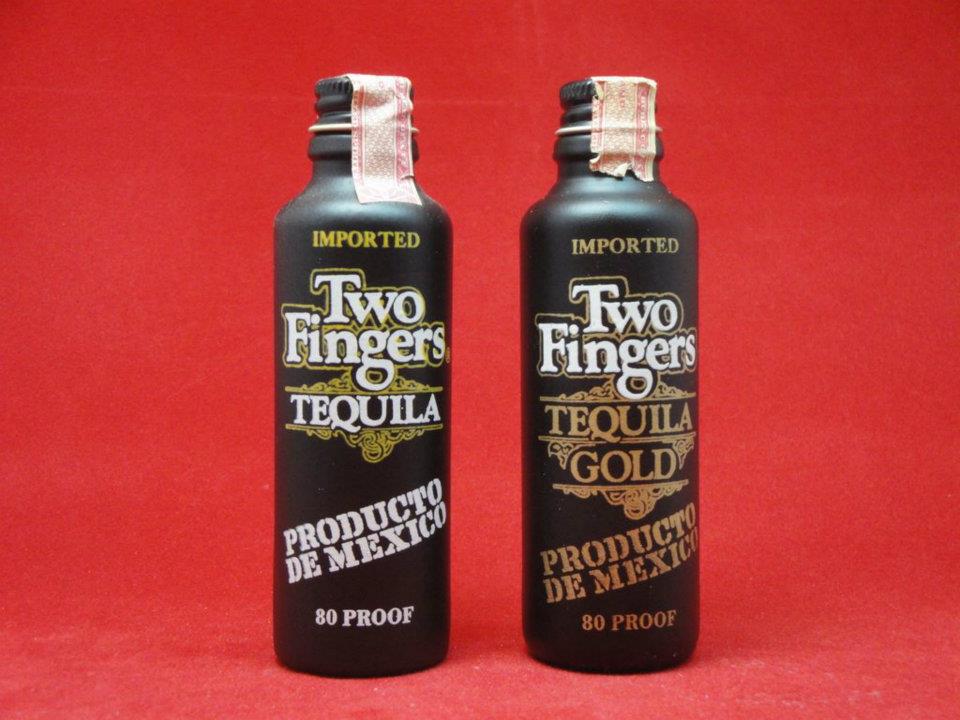 IMPORTED
Two
Fingers
TEQUILA
PRODUCTO
DE MEXICO
80 PROOF
IMPORTED
Two
Fingers
TEQUILA
GOLD
PRODUCTO
DE MEXICO
80 PROOF